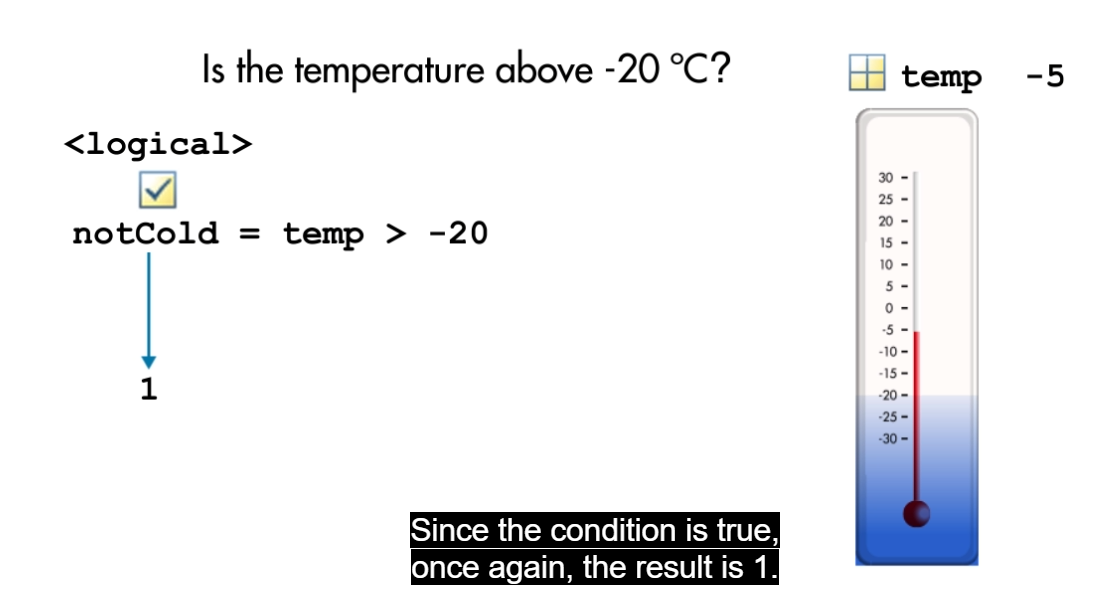 Is the temperature above -20 °C?
temp -5
<logical>
notCold = temp > -20
1
30
25
20
15
10
5
0
-5
-10
-15
-20
-25
-30
Since the condition is true,
once again, the result is 1.